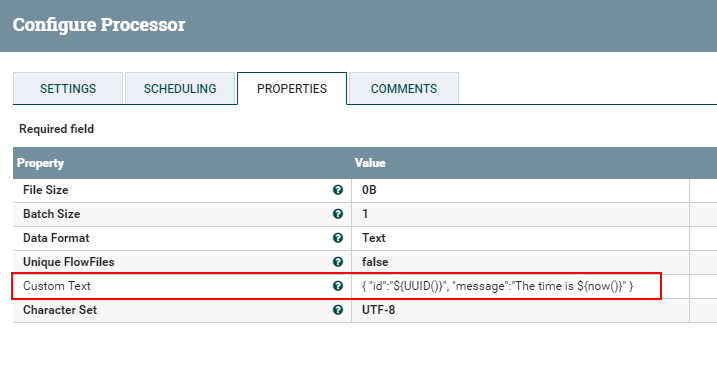 Configure Processor
SETTINGS SCHEDULING PROPERTIES COMMENTS
Required field
Property Value
File Size ? 0B
Batch Size ? 1
Data Format ? Text
Unique FlowFiles ? false
Custom Text ? { "id":"${UUID()}", "message":"The time is ${now()}" }
Character Set ? UTF-8